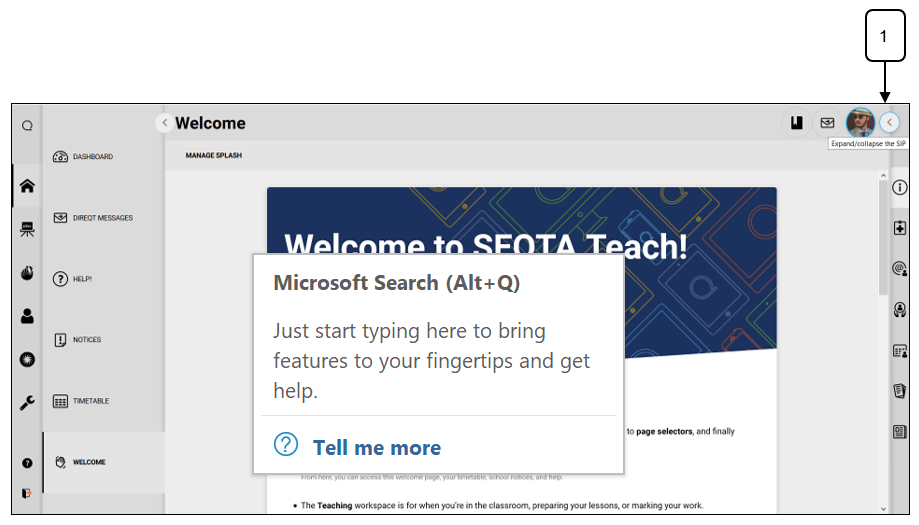 1
Welcome
Expand/collapse the SIP
MANAGE SPLASH
DASHBOARD
DIREQT MESSAGES
HELP!
NOTICES
TIMETABLE
WELCOME
Welcome to SEQTA Teach!
Microsoft Search (Alt+Q)
Just start typing here to bring
features to your fingertips and get
help.
Tell me more
to page selectors, and finally
From here, you can access this welcome page, your timetable, school notices, and help.
• The Teaching workspace is for when you're in the classroom, preparing your lessons, or marking your work.